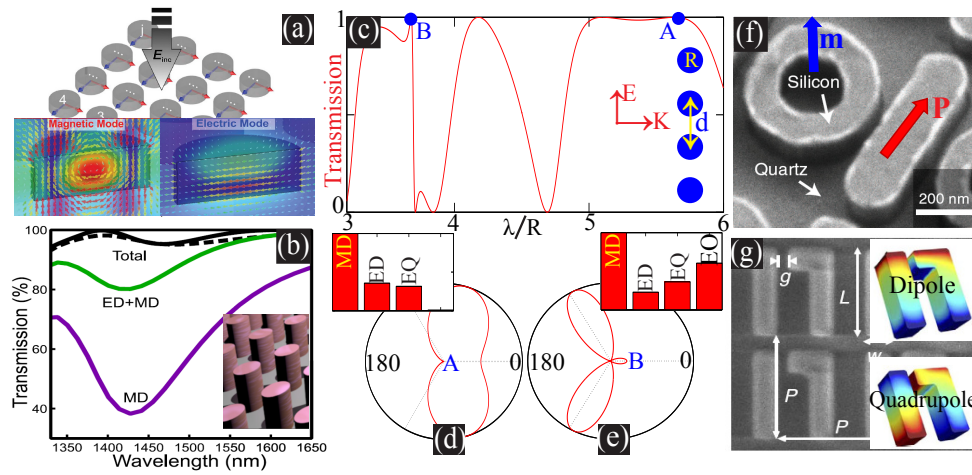 (a)
j
E_inc
4
3
Magnetic Mode
Electric Mode
(b)
Transmission (%)
100
80
60
40
Total
ED+MD
MD
1350 1400 1450 1500 1550 1600 1650
Wavelength (nm)
(c)
Transmission
1
0
B
A
R
E
K
d
3 4 5 6
λ/R
MD
ED
EQ
MD
ED
EQ
EO
180
A
0
(d)
180
B
0
(e)
(f)
m
Silicon
P
Quartz
200 nm
(g)
g
L
w
P
P
Dipole
Quadrupole